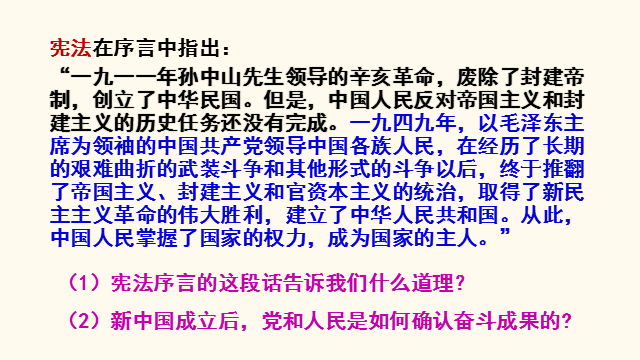 宪法在序言中指出：
“一九一一年孙中山先生领导的辛亥革命，废除了封建帝
制，创立了中华民国。但是，中国人民反对帝国主义和封
建主义的历史任务还没有完成。一九四九年，以毛泽东主
席为领袖的中国共产党领导中国各族人民，在经历了长期
的艰难曲折的武装斗争和其他形式的斗争以后，终于推翻
了帝国主义、封建主义和官资本主义的统治，取得了新民
主主义革命的伟大胜利，建立了中华人民共和国。从此，
中国人民掌握了国家的权力，成为国家的主人。”
（1）宪法序言的这段话告诉我们什么道理？
（2）新中国成立后，党和人民是如何确认奋斗成果的？